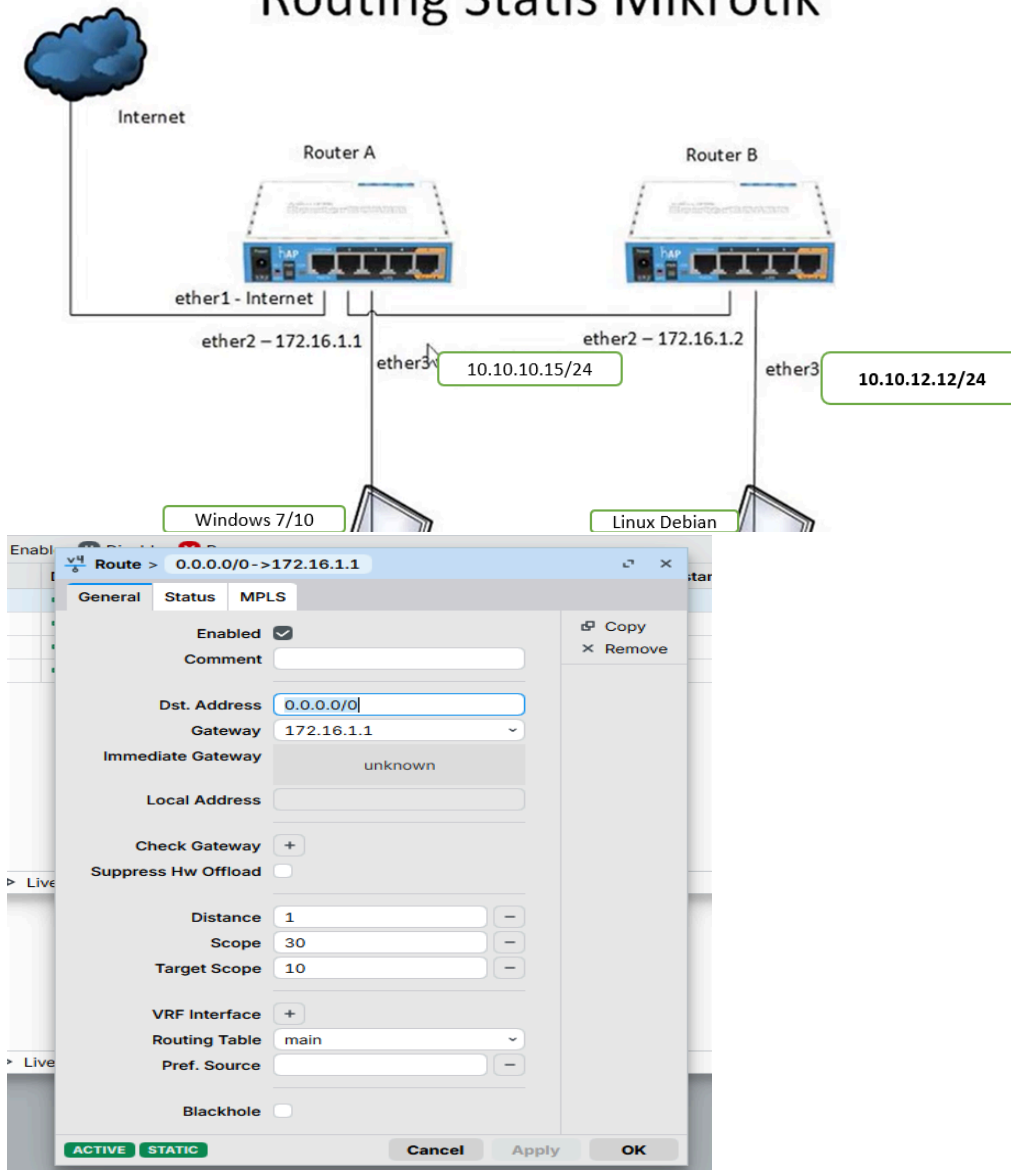 Routing Statis Mikrotik
Internet
Router A
Router B
hAP
hAP
ether1 - Internet
ether2 – 172.16.1.1
ether2 – 172.16.1.2
ether3
10.10.10.15/24
ether3
10.10.12.12/24
Windows 7/10
Linux Debian
Enabl
Route > 0.0.0.0/0->172.16.1.1
General Status MPLS
Enabled
Copy
Comment
Remove
Dst. Address 0.0.0.0/0
Gateway 172.16.1.1
Immediate Gateway unknown
Local Address
Check Gateway
Suppress Hw Offload
Live
Distance 1
Scope 30
Target Scope 10
VRF Interface
Routing Table main
Live
Pref. Source
Blackhole
ACTIVE STATIC Cancel Apply OK